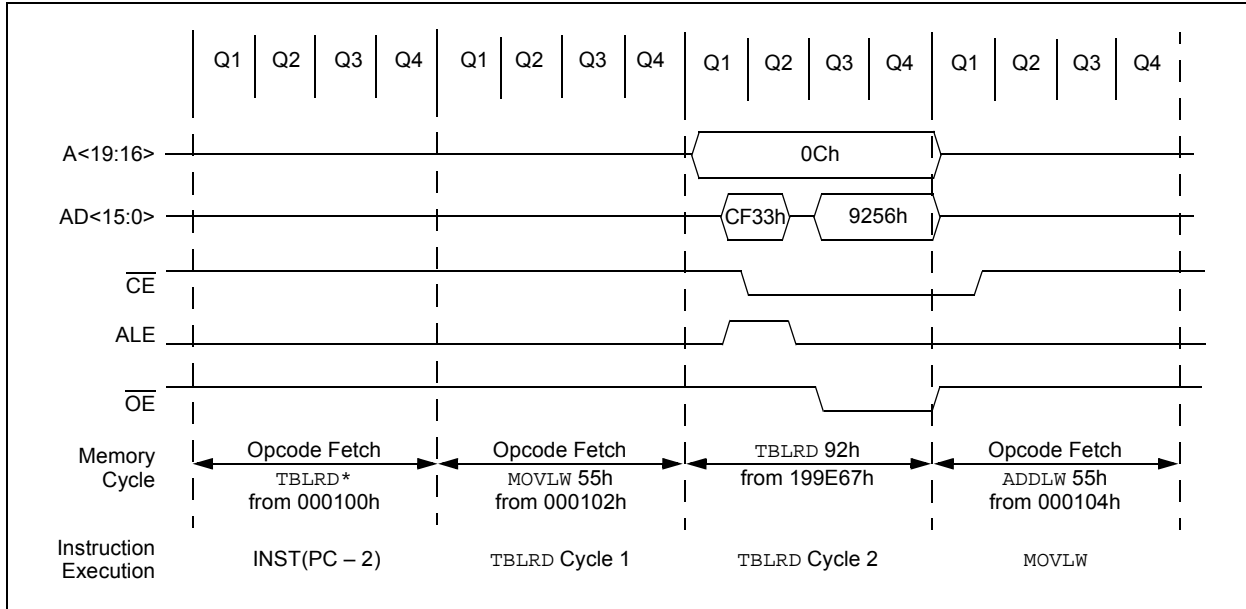 Q1 Q2 Q3 Q4 Q1 Q2 Q3 Q4 Q1 Q2 Q3 Q4 Q1 Q2 Q3 Q4
A<19:16> 0Ch
AD<15:0> CF33h 9256h
CE
ALE
OE
Memory Cycle
Opcode Fetch
TBLRD*
from 000100h
Opcode Fetch
MOVLW 55h
from 000102h
TBLRD 92h
from 199E67h
Opcode Fetch
ADDLW 55h
from 000104h
Instruction Execution
INST(PC – 2)
TBLRD Cycle 1
TBLRD Cycle 2
MOVLW